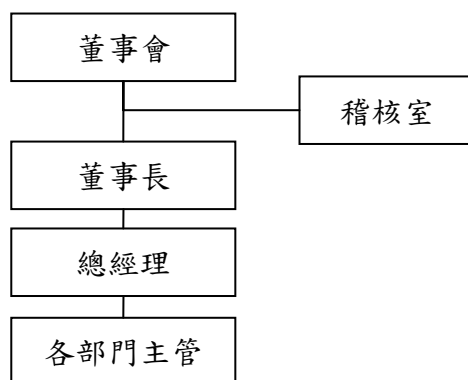 董事會
稽核室
董事長
總經理
各部門主管